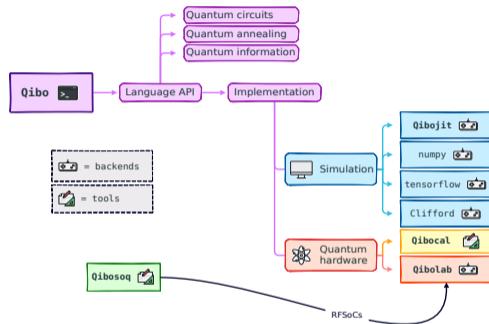 Quantum circuits
Quantum annealing
Quantum information
Qibo
Language API
Implementation
Qibojit
numpy
tensorflow
Clifford
Simulation
= backends
= tools
Quantum
hardware
Qibocal
Qibolab
Qibosoq
RFSoCs